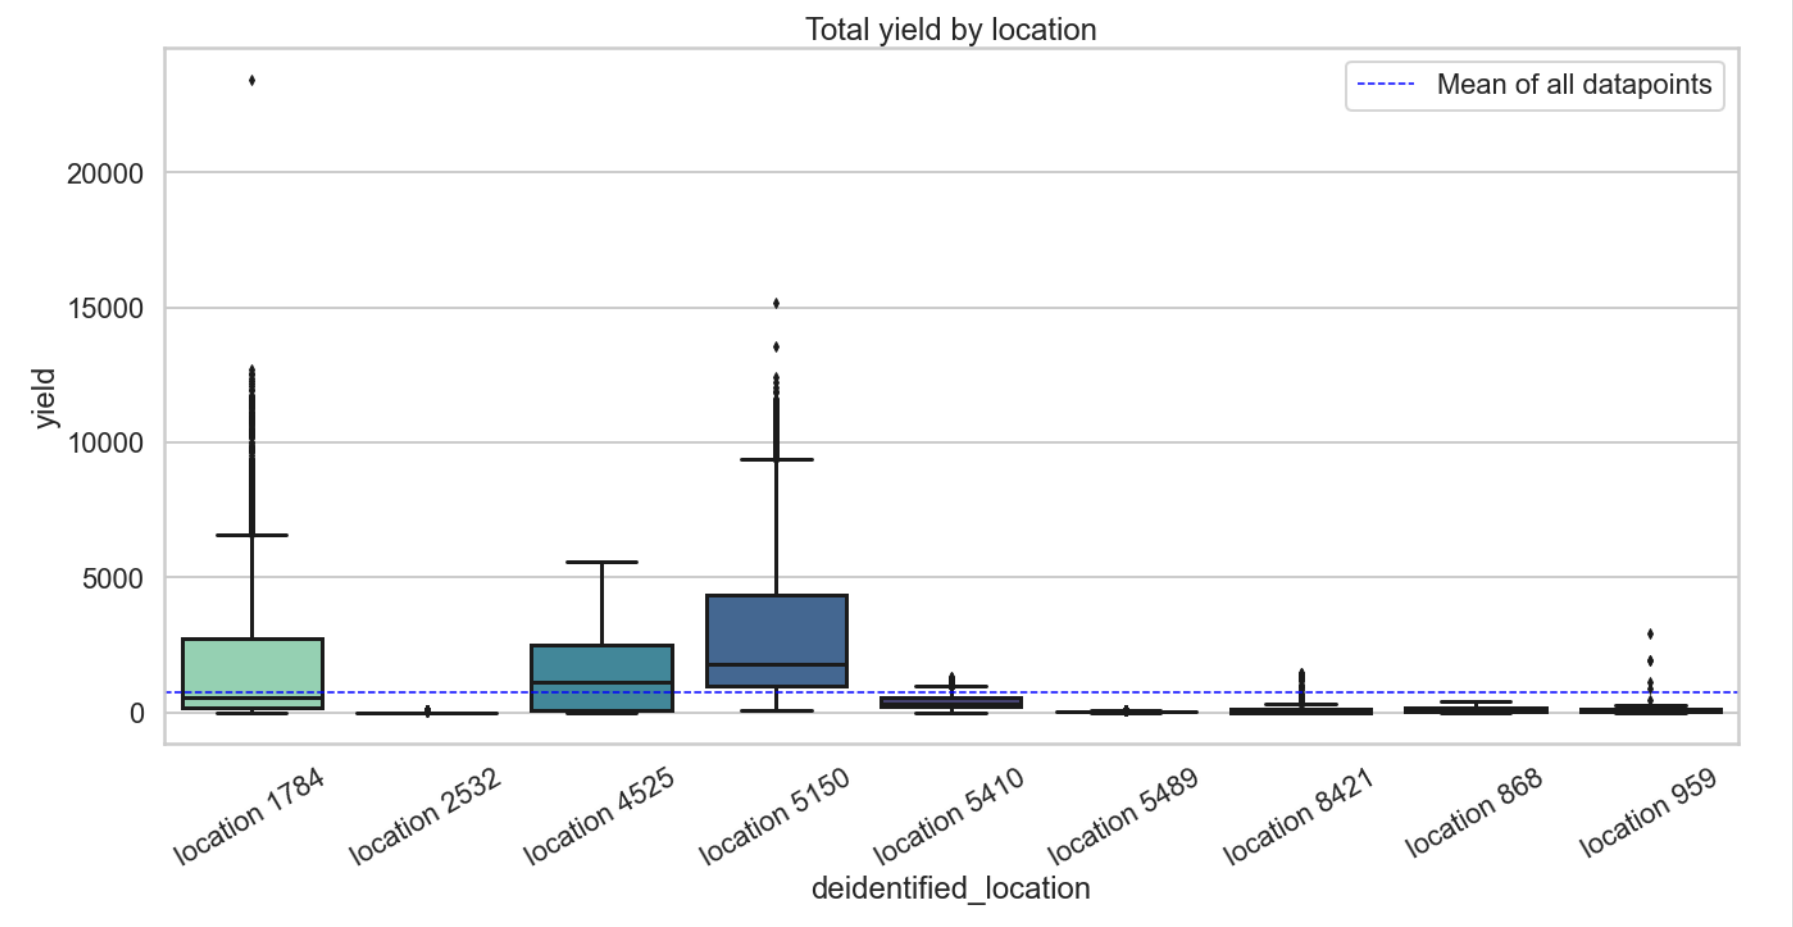 Total yield by location
Mean of all datapoints
20000
15000
10000
5000
0
yield
location 1784
location 2532
location 4525
location 5150
location 5410
location 5489
location 8421
location 868
location 959
deidentified_location